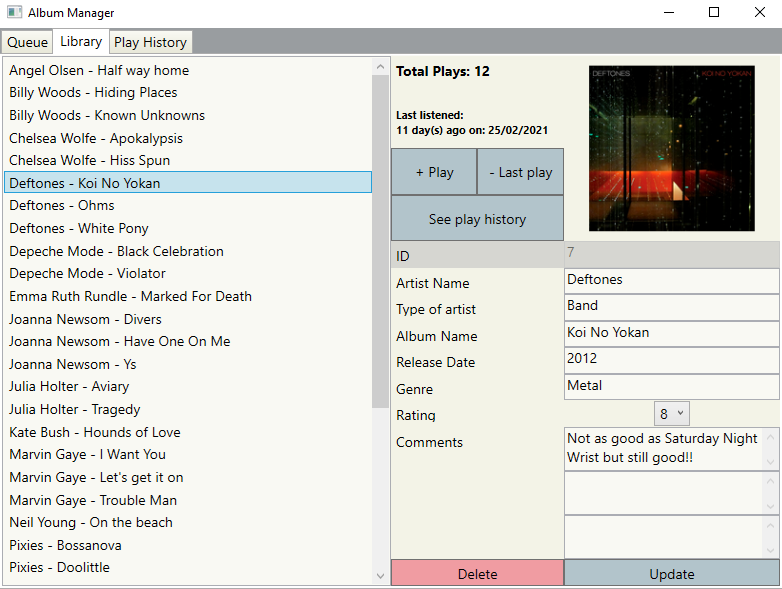 Album Manager
Queue
Library
Play History
Angel Olsen - Half way home
Billy Woods - Hiding Places
Billy Woods - Known Unknowns
Chelsea Wolfe - Apokalypsis
Chelsea Wolfe - Hiss Spun
Deftones - Koi No Yokan
Deftones - Ohms
Deftones - White Pony
Depeche Mode - Black Celebration
Depeche Mode - Violator
Emma Ruth Rundle - Marked For Death
Joanna Newsom - Divers
Joanna Newsom - Have One On Me
Joanna Newsom - Ys
Julia Holter - Aviary
Julia Holter - Tragedy
Kate Bush - Hounds of Love
Marvin Gaye - I Want You
Marvin Gaye - Let's get it on
Marvin Gaye - Trouble Man
Neil Young - On the beach
Pixies - Bossanova
Pixies - Doolittle
Total Plays: 12
Last listened:
11 day(s) ago on: 25/02/2021
+ Play
- Last play
See play history
DEFTONES
KOI NO YOKAN
ID 7
Artist Name Deftones
Type of artist Band
Album Name Koi No Yokan
Release Date 2012
Genre Metal
Rating 8
Comments Not as good as Saturday Night
Wrist but still good!!
Delete
Update